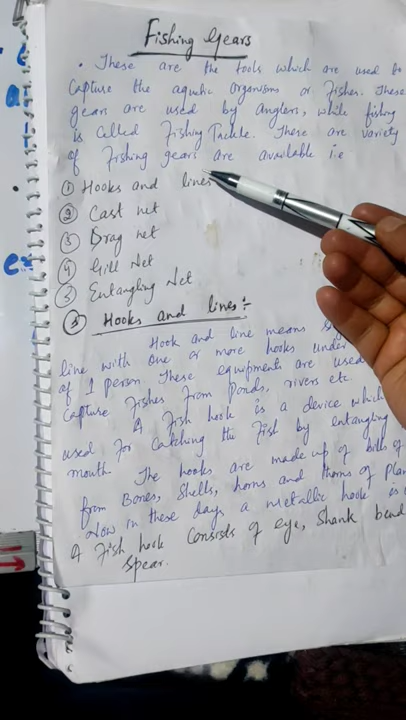 Fishing Gears
• These are the tools which are used to
Capture the aquatic organisms or Fishes. These
gears are used by anglers, while fishing
is Called Fishing Tackle. There are variety
of Fishing gears are available i.e
① Hooks and lines
② Cast net
③ Drag net
④ Gill Net
⑤ Entangling Net
Hooks and lines:-
Hook and line means
line with one or more hooks under
of 1 person. These equipments are used
Capture Fishes from Ponds, rivers etc.
A Fish hook is a device which
used for Catching the Fish by entangling
mouth. The hooks are made up of bills of
from Bones, Shells, horns and thorns of Plan
Now in these days a metallic hook is
A Fish hook Consists of eye, Shank bend
Spear.